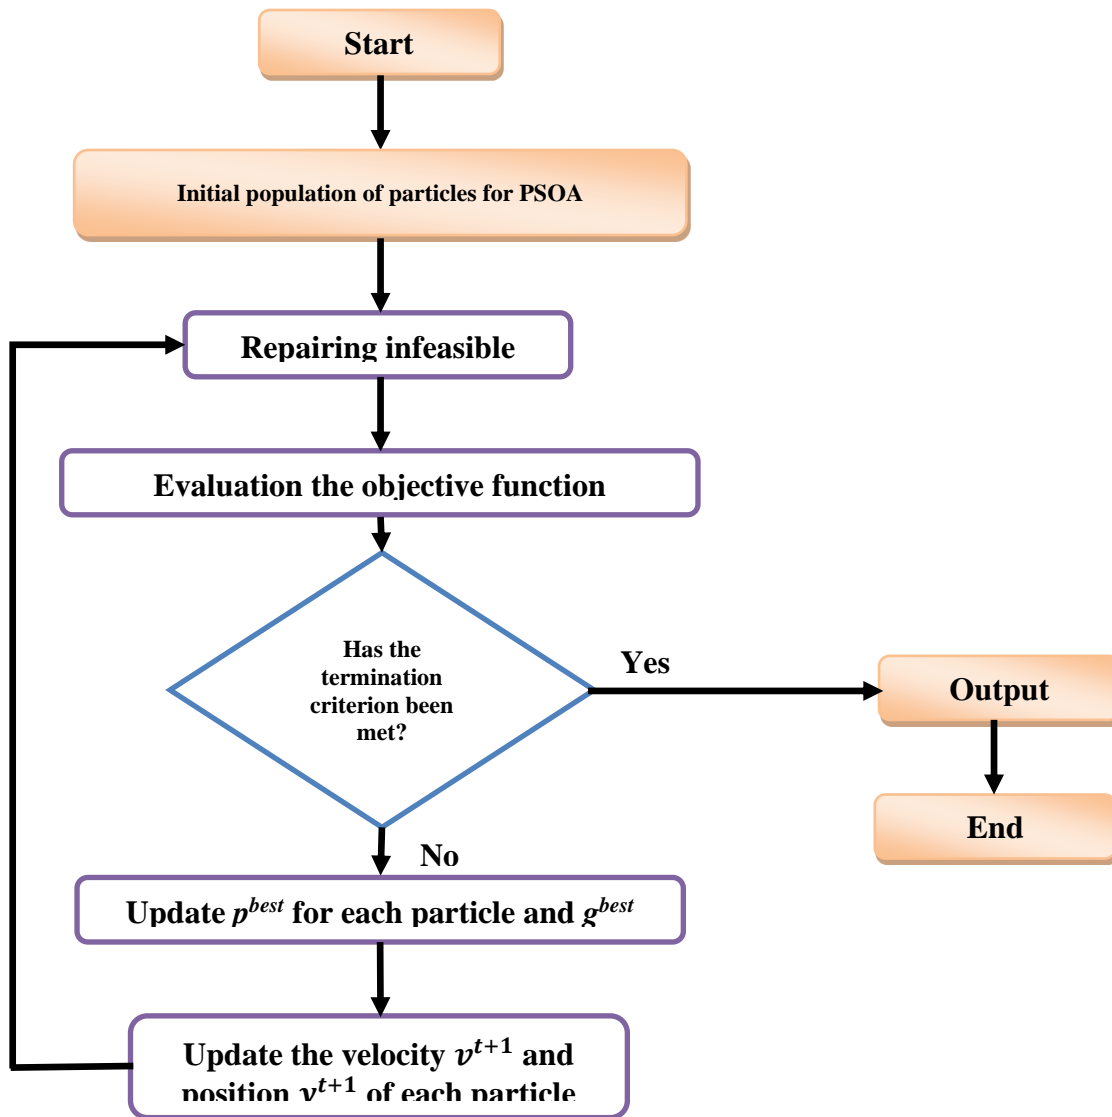 Start
Initial population of particles for PSOA
Repairing infeasible
Evaluation the objective function
Has the
termination
criterion been
met?
Yes
Output
End
No
Update p^best for each particle and g^best
Update the velocity v^t+1 and
position γ^t+1 of each particle